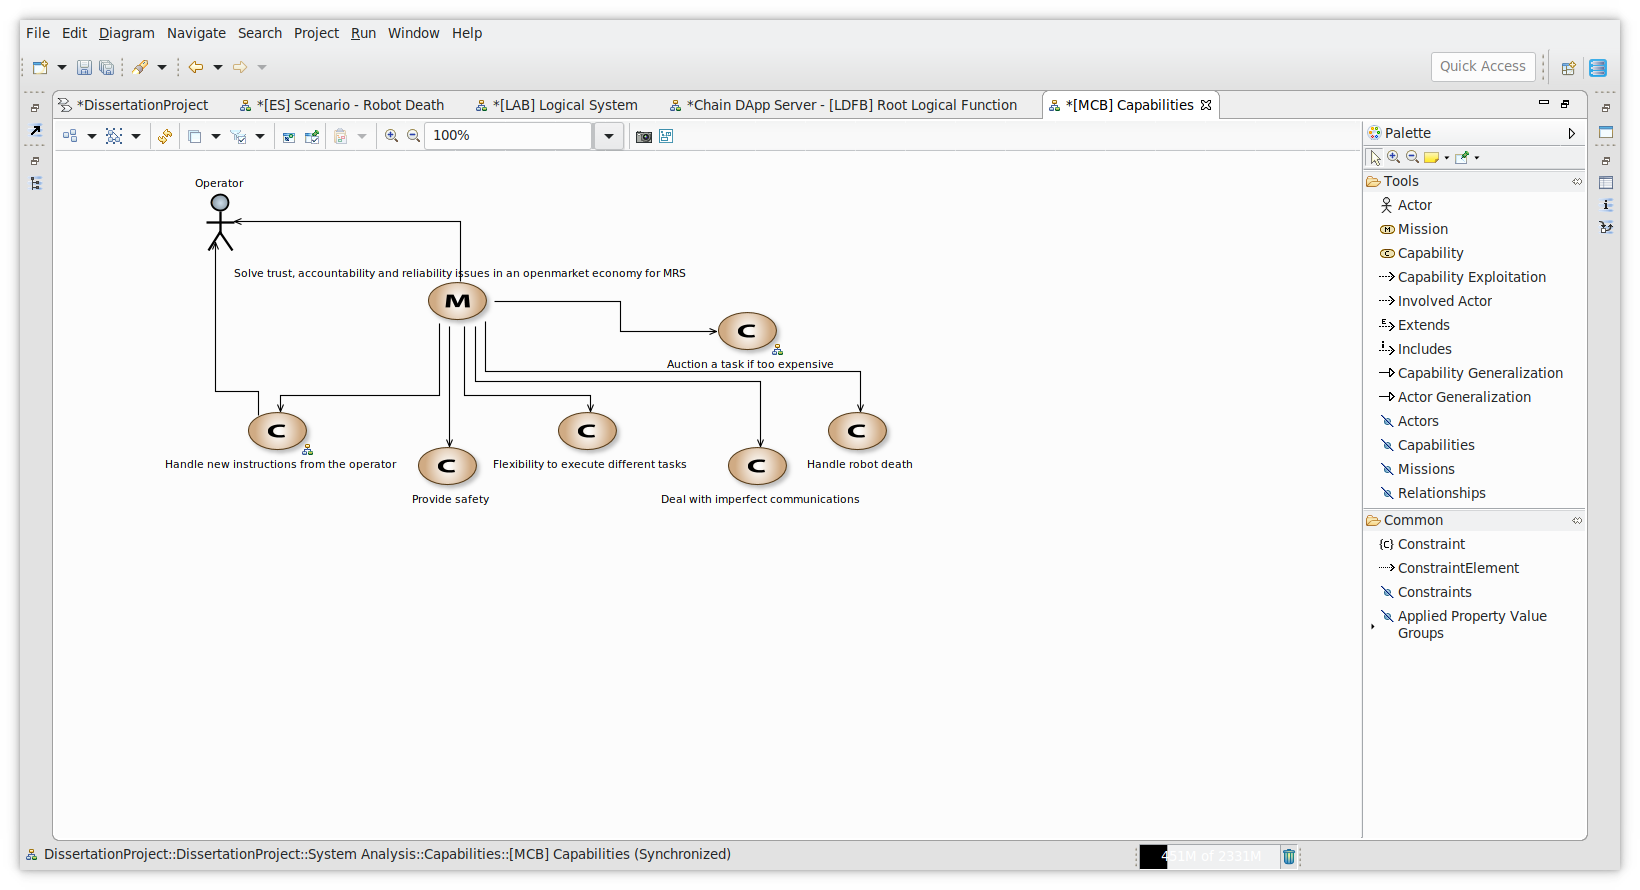 File Edit Diagram Navigate Search Project Run Window Help
Quick Access
*DissertationProject *[ES] Scenario - Robot Death *[LAB] Logical System *Chain DApp Server - [LDFB] Root Logical Function *[MCB] Capabilities
100%
Operator
Solve trust, accountability and reliability issues in an openmarket economy for MRS
M
C
Auction a task if too expensive
C
C
C
C
C
Handle new instructions from the operator
Flexibility to execute different tasks
Handle robot death
Provide safety
Deal with imperfect communications
Palette
Tools
Actor
Mission
Capability
Capability Exploitation
Involved Actor
Extends
Includes
Capability Generalization
Actor Generalization
Actors
Capabilities
Missions
Relationships
Common
Constraint
ConstraintElement
Constraints
Applied Property Value
Groups
DissertationProject::DissertationProject::System Analysis::Capabilities::[MCB] Capabilities (Synchronized)
451M of 2331M